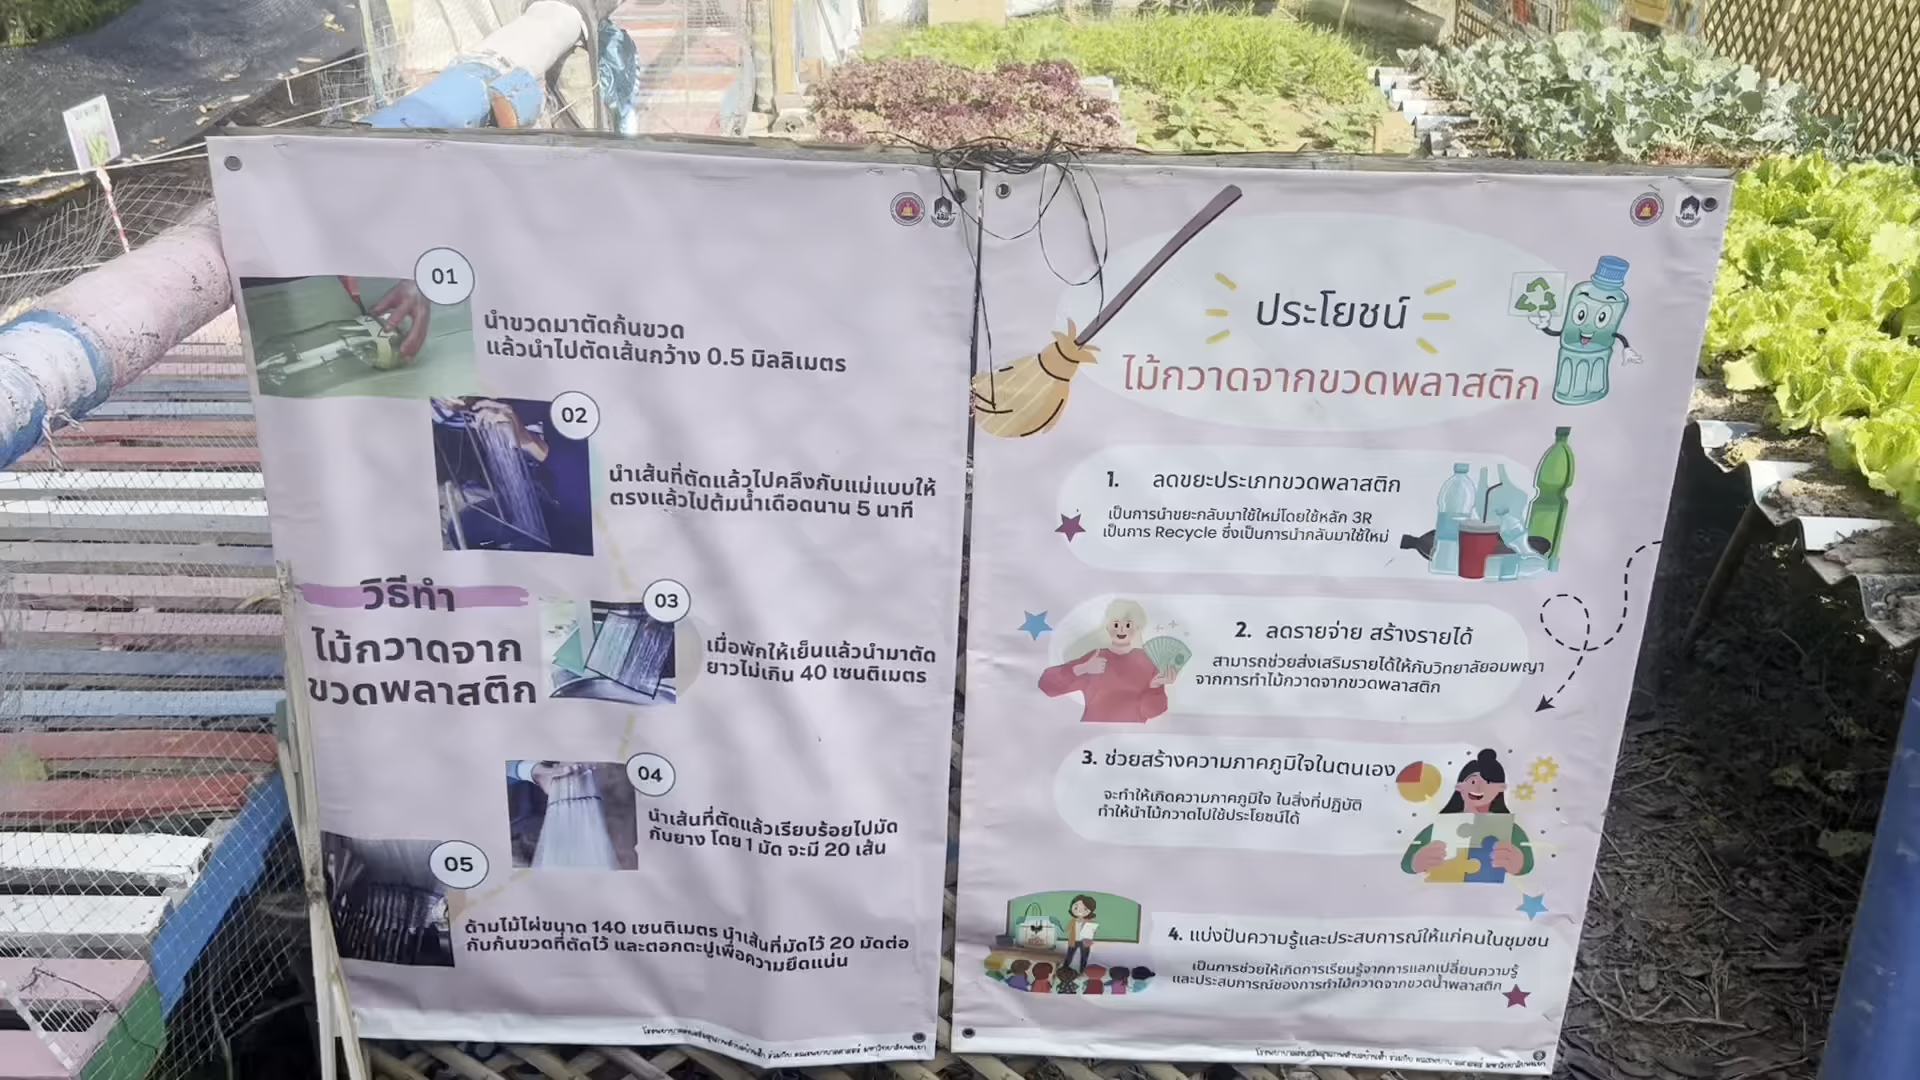 01
นำขวดมาตัดก้นขวด
แล้วนำไปตัดเส้นกว้าง 0.5 มิลลิเมตร
02
นำเส้นที่ตัดแล้วไปคลึงกับแม่แบบให้
ตรงแล้วไปต้มน้ำเดือดนาน 5 นาที
วิธีทำ
ไม้กวาดจาก
ขวดพลาสติก
03
เมื่อพักให้เย็นแล้วนำมาตัด
ยาวไม่เกิน 40 เซนติเมตร
04
นำเส้นที่ตัดแล้วเรียบร้อยไปมัด
กับยาง โดย 1 มัด จะมี 20 เส้น
05
ด้ามไม้ไผ่ขนาด 140 เซนติเมตร นำเส้นที่มัดไว้ 20 มัดต่อ
กับก้นขวดที่ตัดไว้ และตอกตะปูเพื่อความยึดแน่น
ประโยชน์
ไม้กวาดจากขวดพลาสติก
1. ลดขยะประเภทขวดพลาสติก
เป็นการนำขยะกลับมาใช้ใหม่โดยใช้หลัก 3R
เป็นการ Recycle ซึ่งเป็นการนำกลับมาใช้ใหม่
2. ลดรายจ่าย สร้างรายได้
สามารถช่วยส่งเสริมรายได้ให้กับวิทยาลัยอมพญา
จากการทำไม้กวาดจากขวดพลาสติก
3. ช่วยสร้างความภาคภูมิใจในตนเอง
จะทำให้เกิดความภาคภูมิใจ ในสิ่งที่ปฏิบัติ
ทำให้นำไม้กวาดไปใช้ประโยชน์ได้
4. แบ่งปันความรู้และประสบการณ์ให้แก่คนในชุมชน
เป็นการช่วยให้เกิดการเรียนรู้จากการแลกเปลี่ยนความรู้
และประสบการณ์ของการทำไม้กวาดจากขวดน้ำพลาสติก